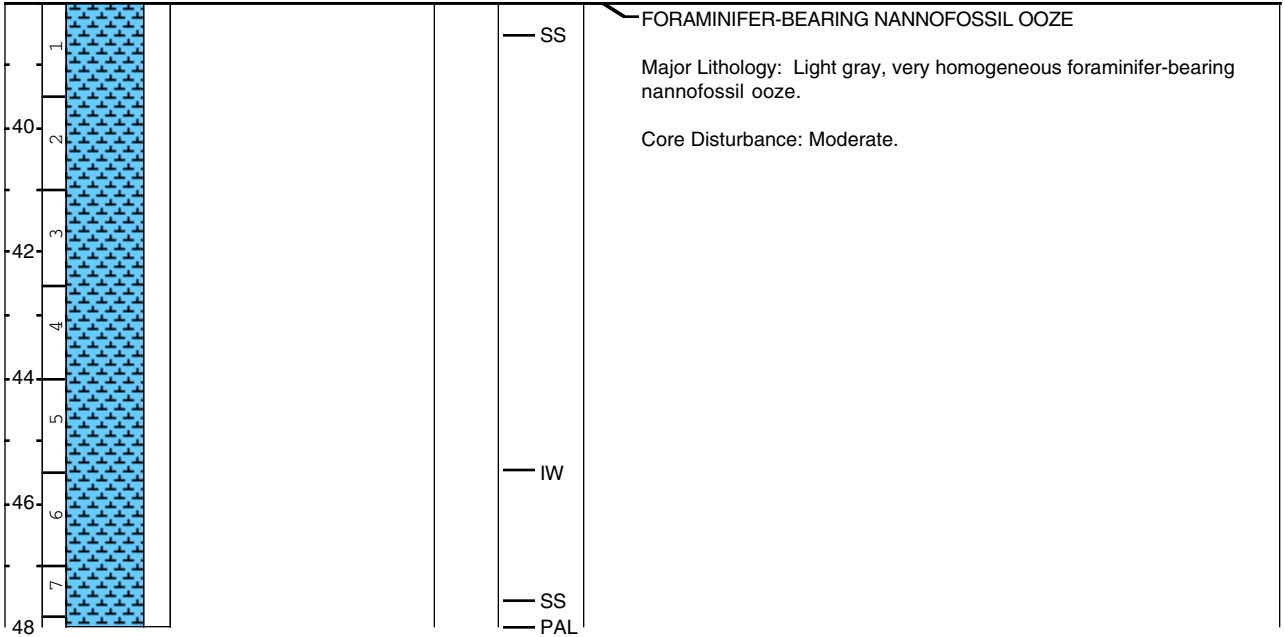 FORAMINIFER-BEARING NANNOFOSSIL OOZE
SS
1
Major Lithology: Light gray, very homogeneous foraminifer-bearing
nannofossil ooze.
40
2
Core Disturbance: Moderate.
3
42
4
44
5
IW
46
6
7
SS
48
PAL